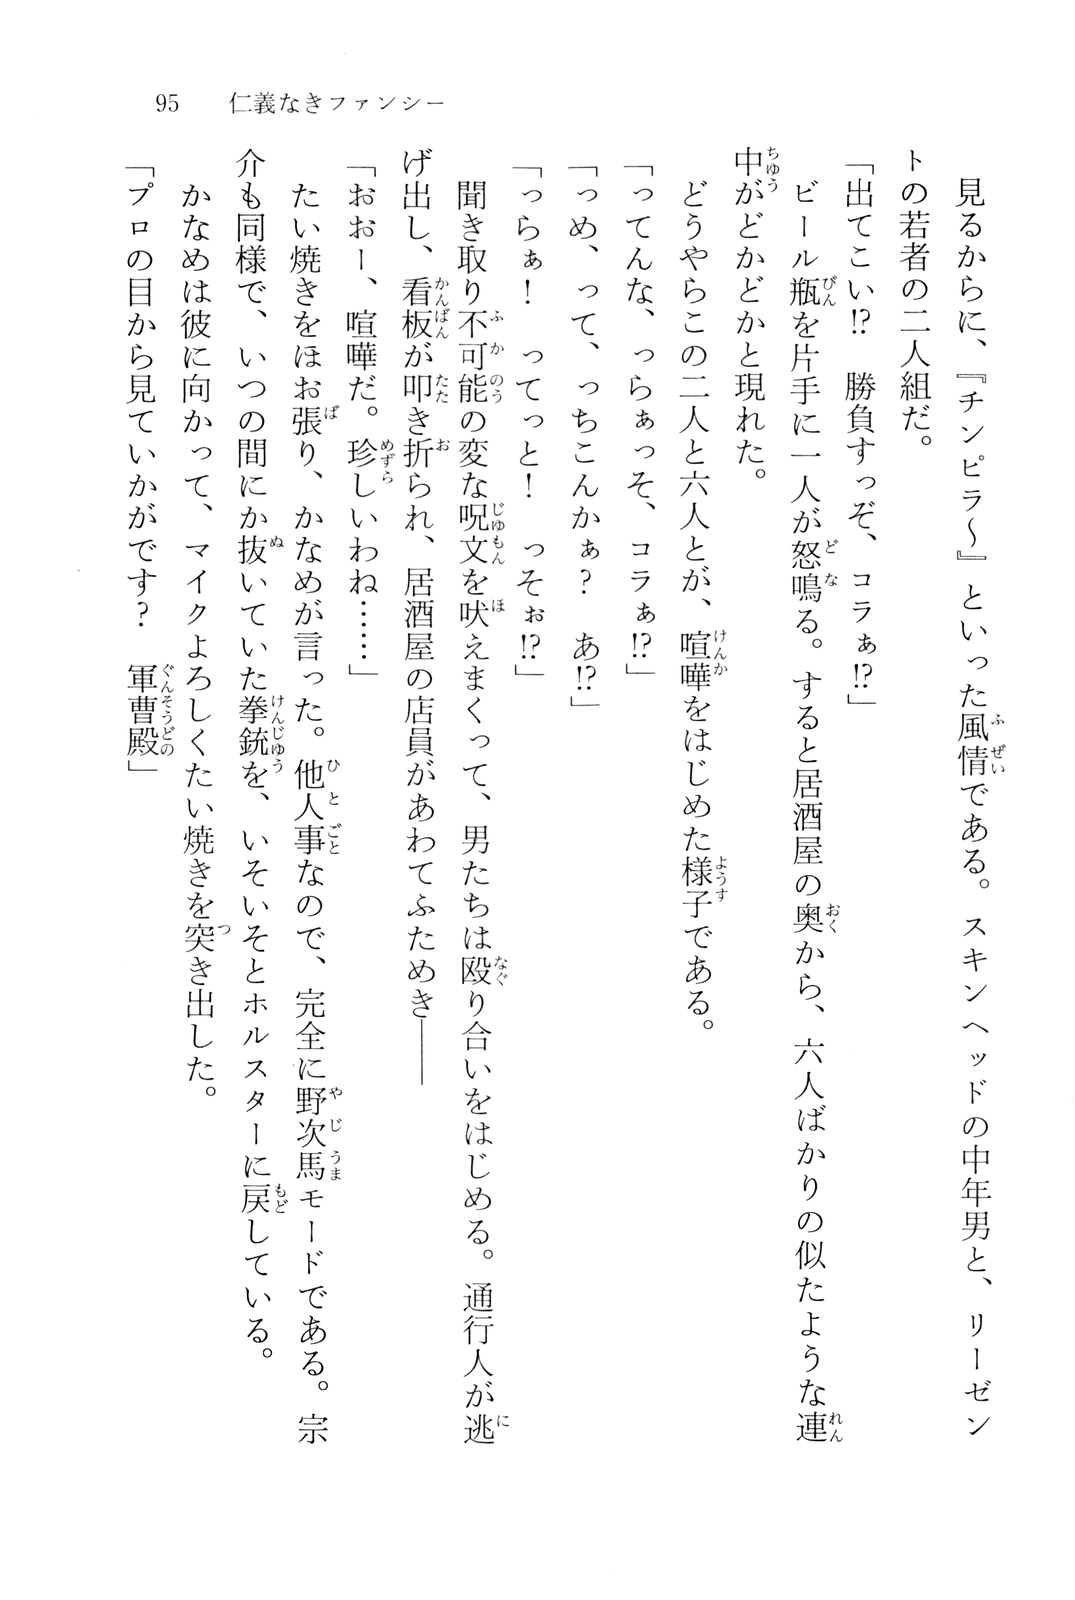 95　仁義なきファンシー
　見るからに、『チンピラ〜』といった風情である。スキンヘッドの中年男と、リーゼン
トの若者の二人組だ。
「出てこい!?　勝負すっぞ、コラぁ!?」
　ビール瓶を片手に一人が怒鳴る。すると居酒屋の奥から、六人ばかりの似たような連
中がどかどかと現れた。
　どうやらこの二人と六人とが、喧嘩をはじめた様子である。
「ってんな、っらぁっそ、コラぁ!?」
「っめ、って、っちこんかぁ?　あ!?」
「っらぁ!　ってっと!　っそぉ!?」
　聞き取り不可能の変な呪文を吠えまくって、男たちは殴り合いをはじめる。通行人が逃
げ出し、看板が叩き折られ、居酒屋の店員があわてふためき――
「おおー、喧嘩だ。珍しいわね……」
　たい焼きをほお張り、かなめが言った。他人事なので、完全に野次馬モードである。宗
介も同様で、いつの間にか抜いていた拳銃を、いそいそとホルスターに戻している。
　かなめは彼に向かって、マイクよろしくたい焼きを突き出した。
「プロの目から見ていかがです?　軍曹殿」